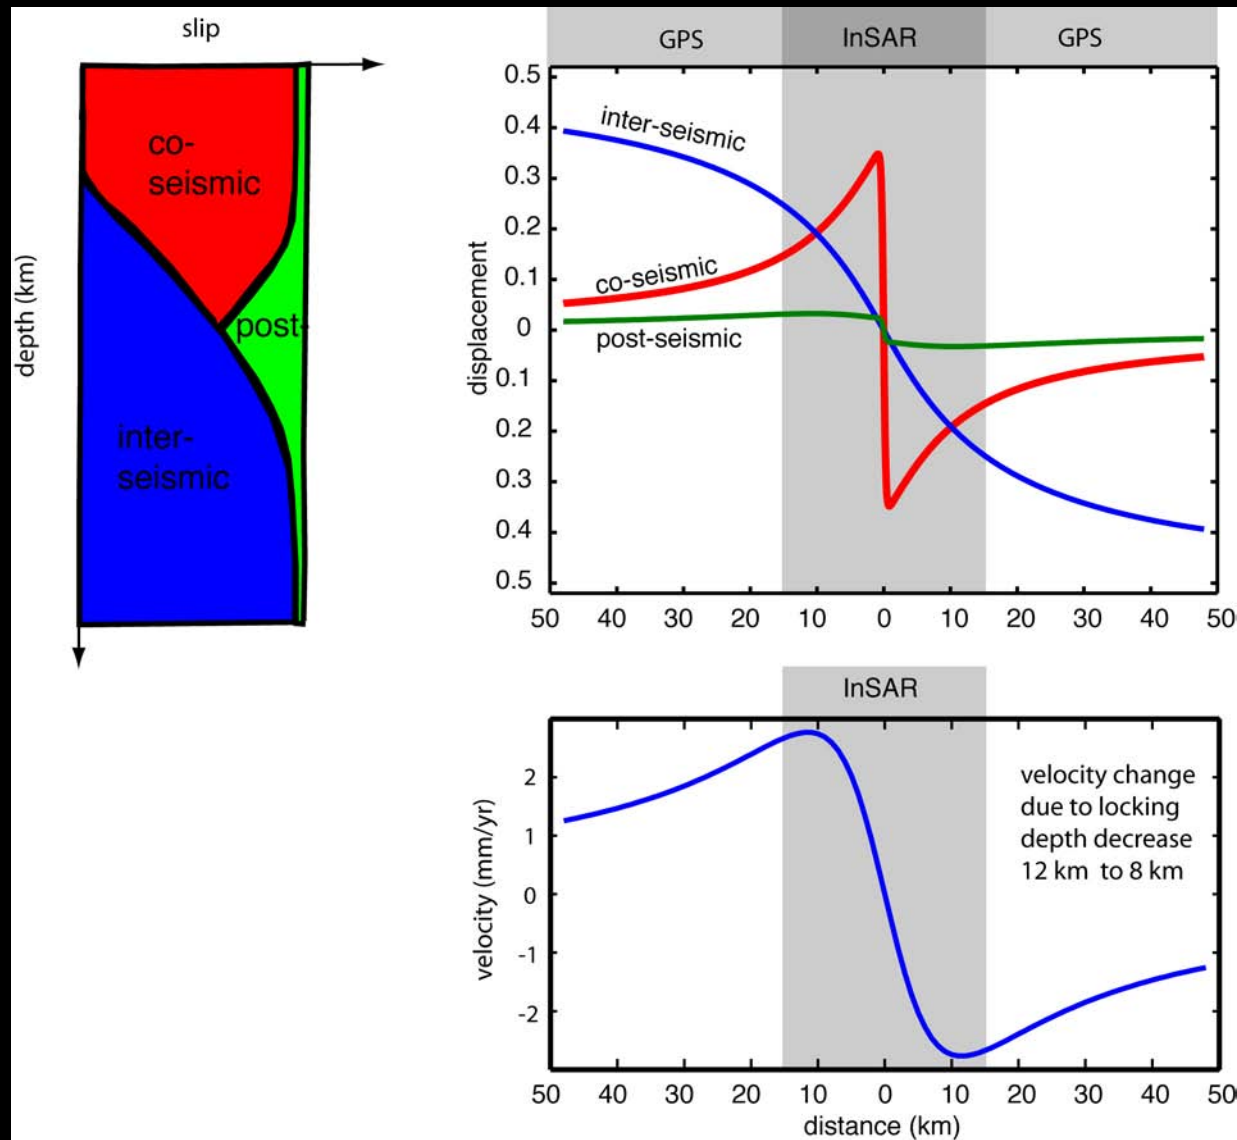 slip
depth (km)
co-
seismic
post-
inter-
seismic
GPS InSAR GPS
displacement
0.5
0.4
0.3
0.2
0.1
0
0.1
0.2
0.3
0.4
0.5
inter-seismic
co-seismic
post-seismic
50 40 30 20 10 0 10 20 30 40 50
InSAR
velocity (mm/yr)
2
1
0
-1
-2
velocity change
due to locking
depth decrease
12 km to 8 km
50 40 30 20 10 0 10 20 30 40 50
distance (km)